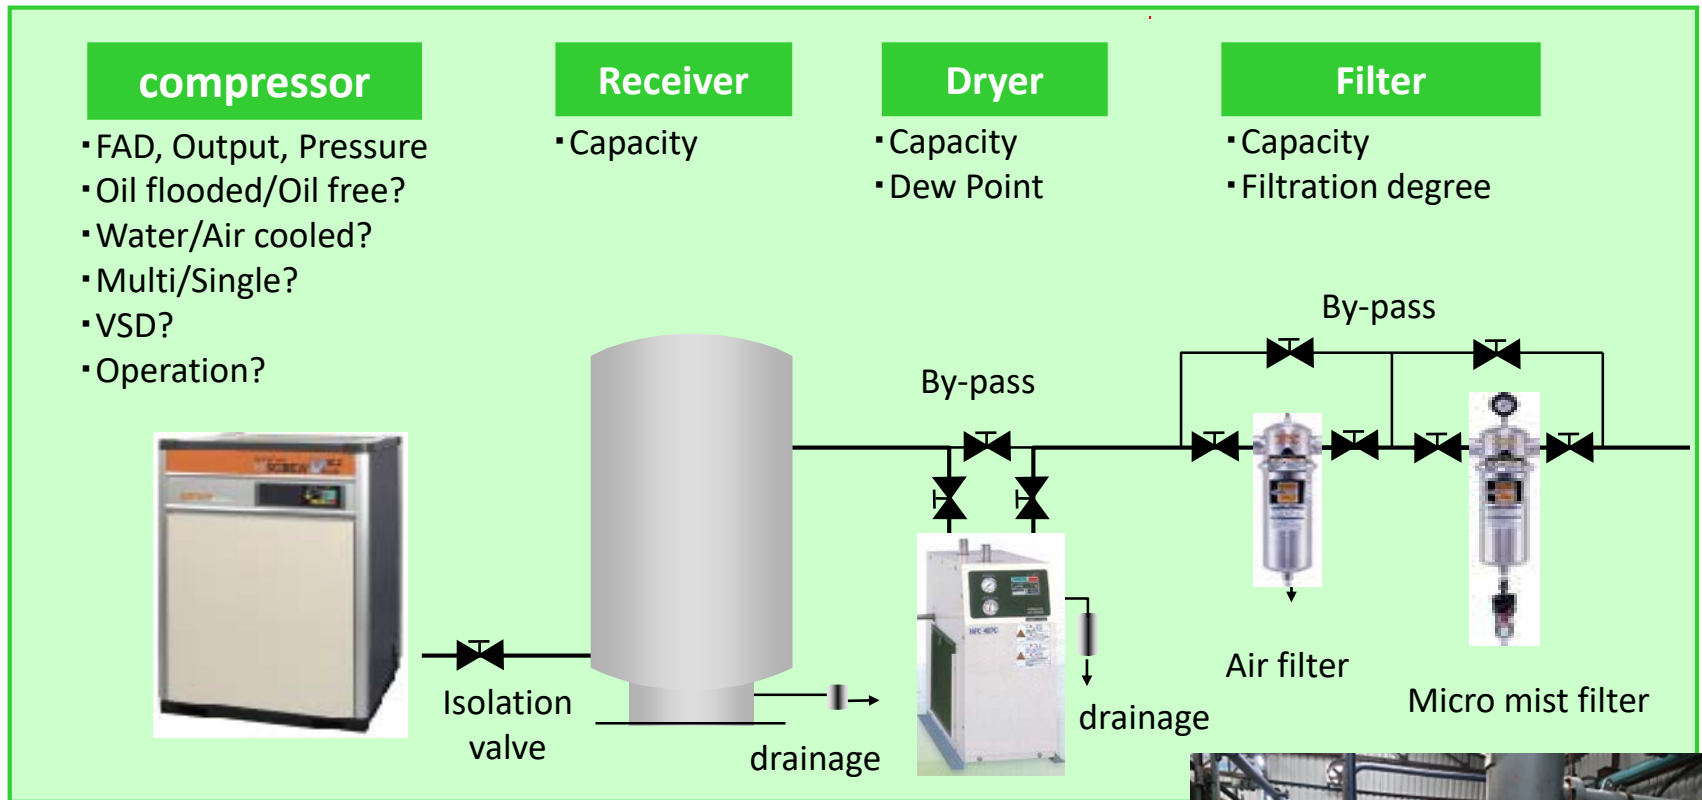 compressor
▪FAD, Output, Pressure
▪Oil flooded/Oil free?
▪Water/Air cooled?
▪Multi/Single?
▪VSD?
▪Operation?
Receiver
▪Capacity
Dryer
▪Capacity
▪Dew Point
Filter
▪Capacity
▪Filtration degree
By-pass
By-pass
Isolation
valve
drainage
drainage
Air filter
Micro mist filter